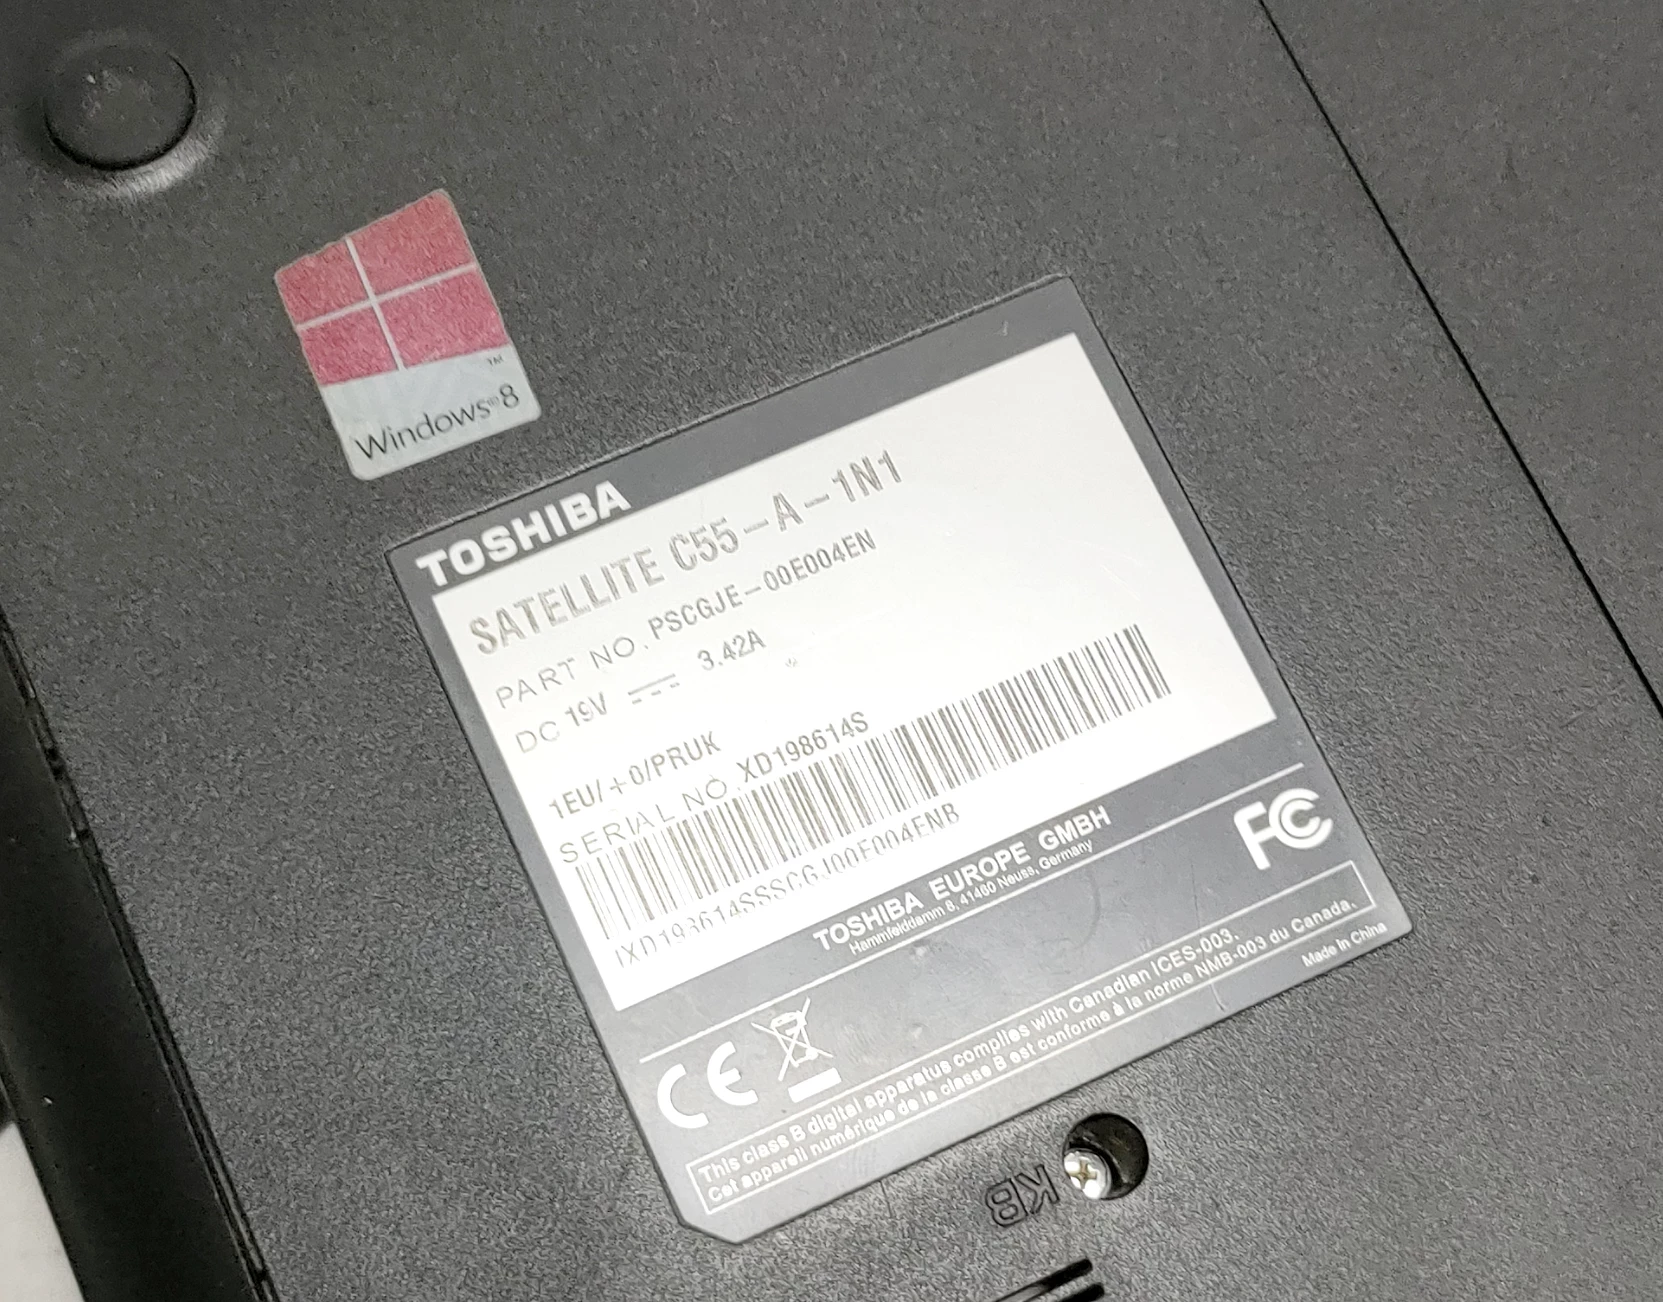 Windows®8
™
TOSHIBA
SATELLITE C55-A-1N1
PART NO. PSCGJE-00E004EN
DC 19V 3.42A
1EU/+0/PRUK
SERIAL NO. XD198614S
1XD198614SSSCGJ00E004ENB
TOSHIBA EUROPE GMBH
Hammfelddamm 8, 41460 Neuss, Germany
FC
CE
This class B digital apparatus complies with Canadian ICES-003.
Cet appareil numérique de la classe B est conforme à la norme NMB-003 du Canada.
Made in China
KB